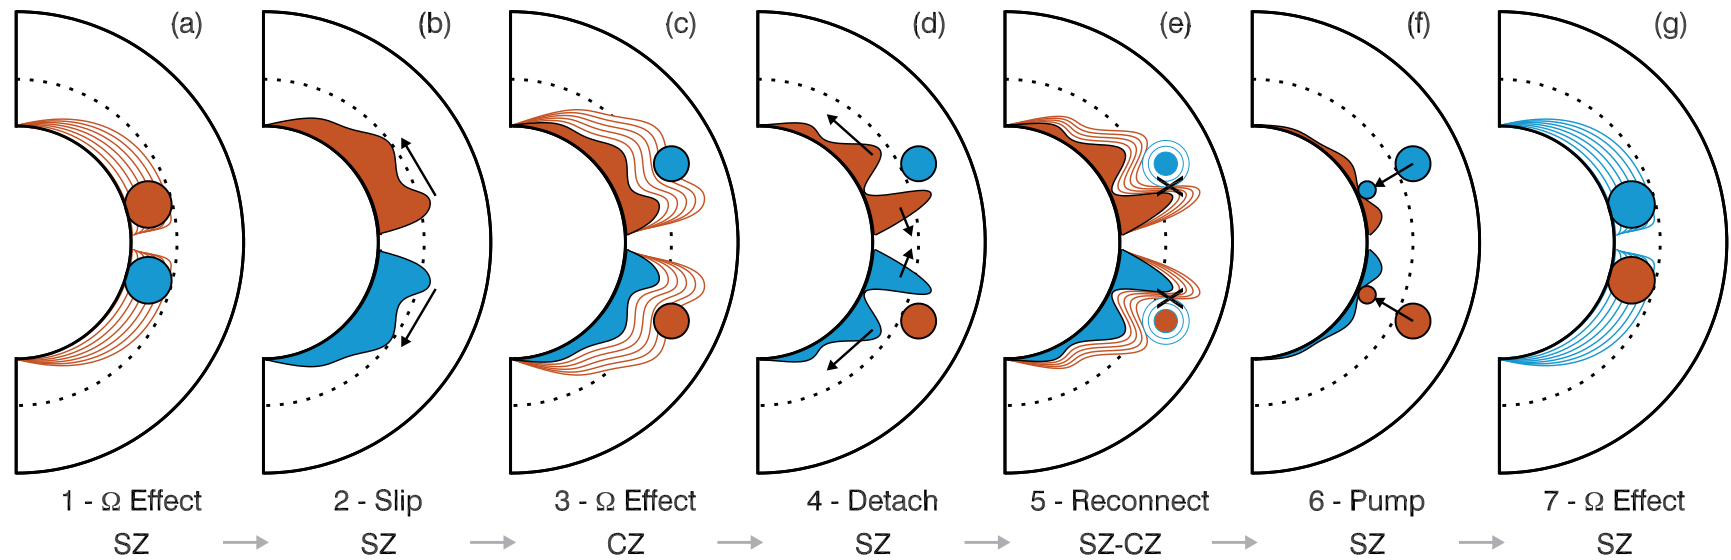 (a) (b) (c) (d) (e) (f) (g)
1 - Ω Effect 2 - Slip 3 - Ω Effect 4 - Detach 5 - Reconnect 6 - Pump 7 - Ω Effect
SZ SZ CZ SZ SZ-CZ SZ SZ